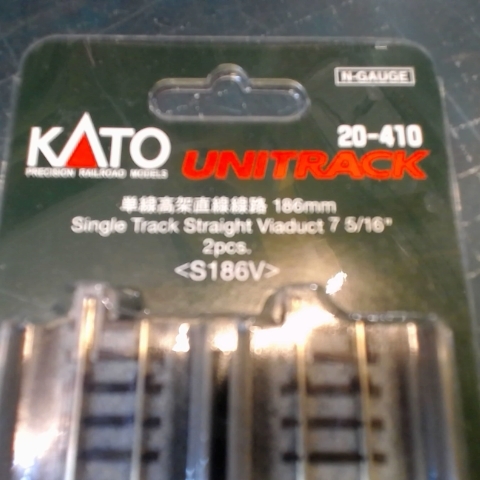 N-GAUGE
20-410
KATO UNITRACK
PRECISION RAILROAD MODELS
単線高架直線線路 186mm
Single Track Straight Viaduct 7 5/16"
2pcs.
<S186V>